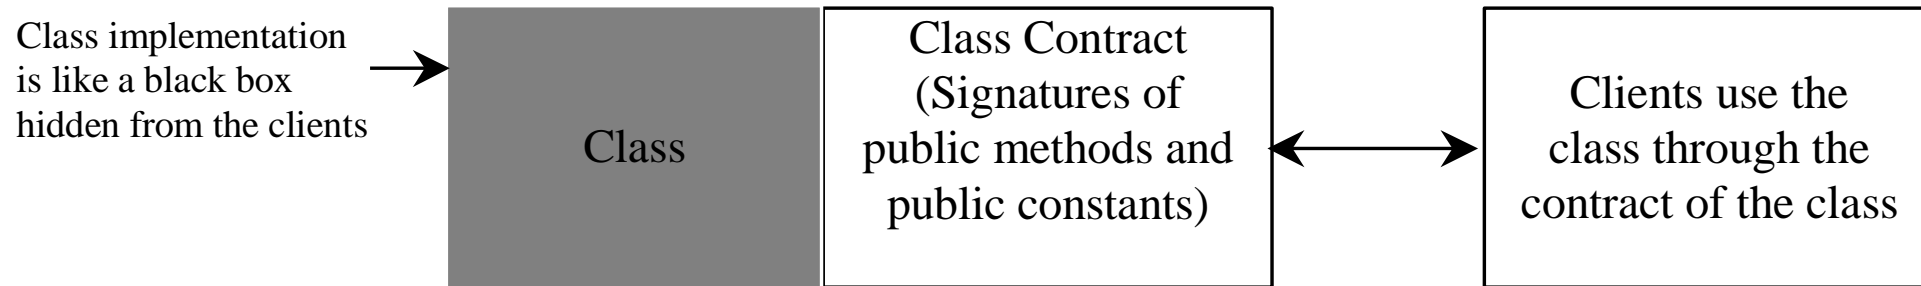 Class implementation
is like a black box
hidden from the clients
Class
Class Contract
(Signatures of
public methods and
public constants)
Clients use the
class through the
contract of the class